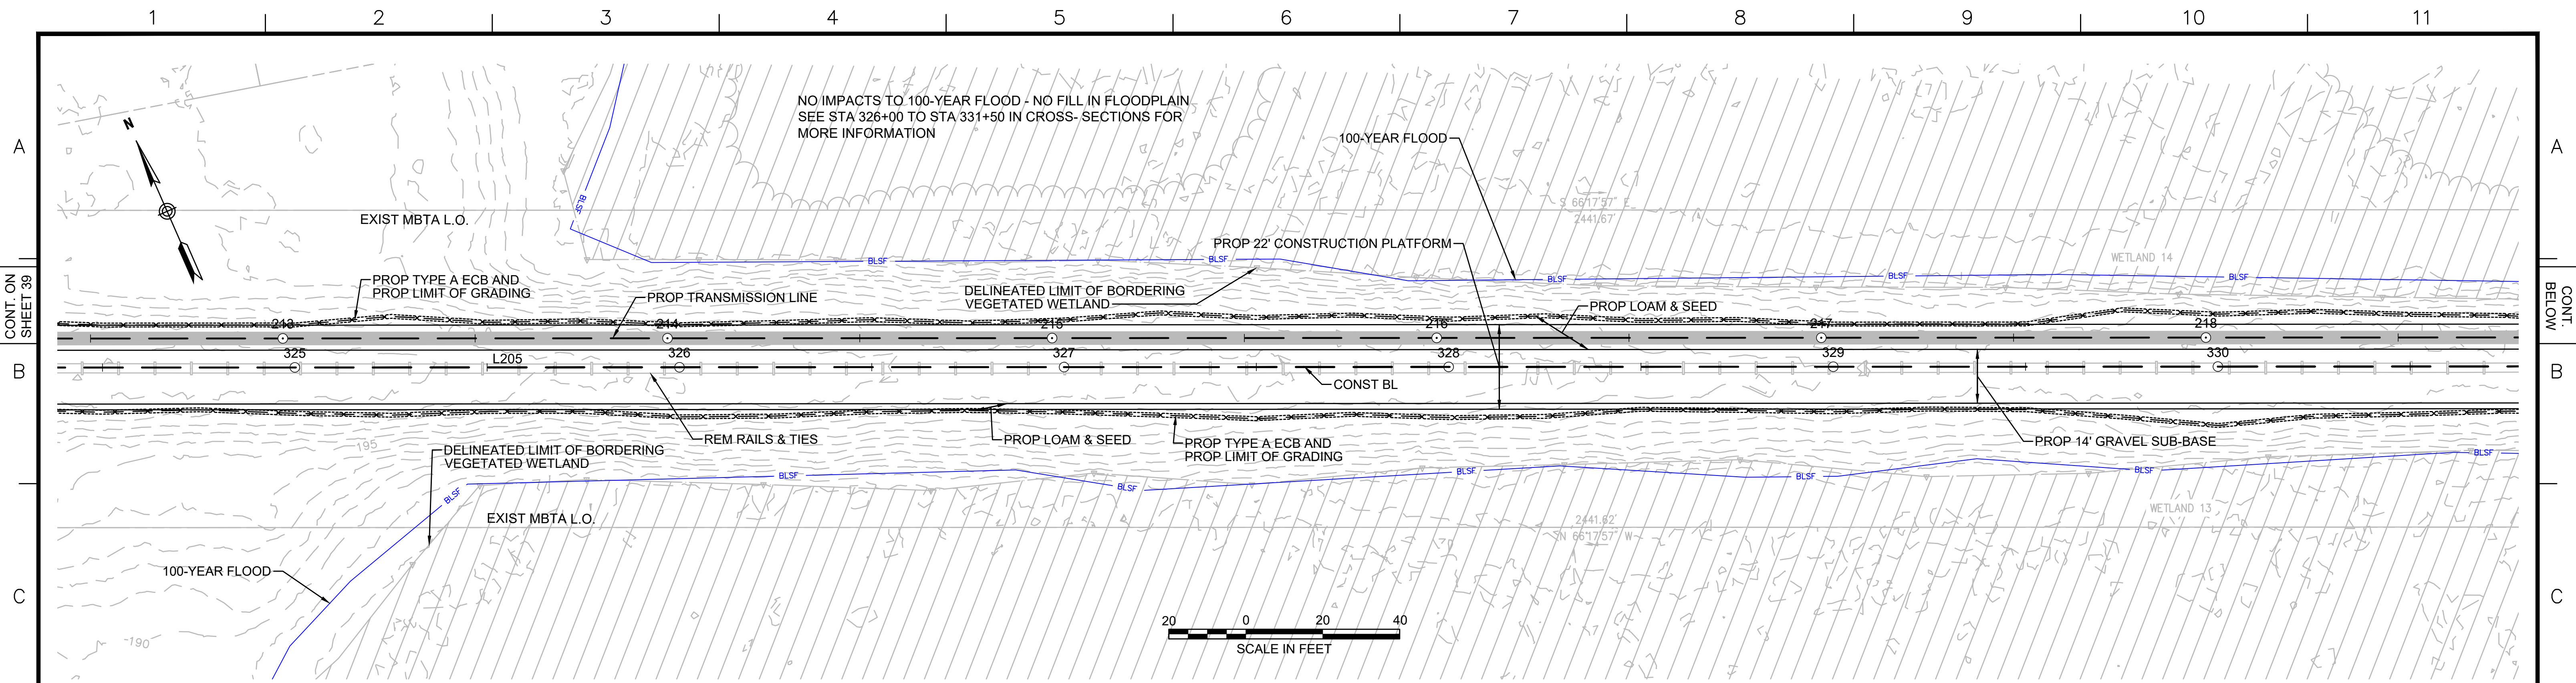 1 2 3 4 5 6 7 8 9 10 11
NO IMPACTS TO 100-YEAR FLOOD - NO FILL IN FLOODPLAIN
SEE STA 326+00 TO STA 331+50 IN CROSS- SECTIONS FOR
MORE INFORMATION
100-YEAR FLOOD
N
A
A
BLSF
S 66°17'57" E
2441.67'
EXIST MBTA L.O.
PROP 22' CONSTRUCTION PLATFORM
WETLAND 14
BLSF
BLSF
BLSF
BLSF
BLSF
PROP TYPE A ECB AND
PROP LIMIT OF GRADING
PROP TRANSMISSION LINE
DELINEATED LIMIT OF BORDERING
VEGETATED WETLAND
PROP LOAM & SEED
CONT. ON
SHEET 39
CONT.
BELOW
213 214 215 216 217 218
325 326 327 328 329 330
L205
B
B
CONST BL
195
DELINEATED LIMIT OF BORDERING
VEGETATED WETLAND
REM RAILS & TIES
PROP LOAM & SEED
PROP TYPE A ECB AND
PROP LIMIT OF GRADING
PROP 14' GRAVEL SUB-BASE
BLSF
BLSF
BLSF
BLSF
BLSF
BLSF
BLSF
EXIST MBTA L.O.
2441.62'
N 66°17'57" W
WETLAND 13
100-YEAR FLOOD
C
C
190
20 0 20 40
SCALE IN FEET